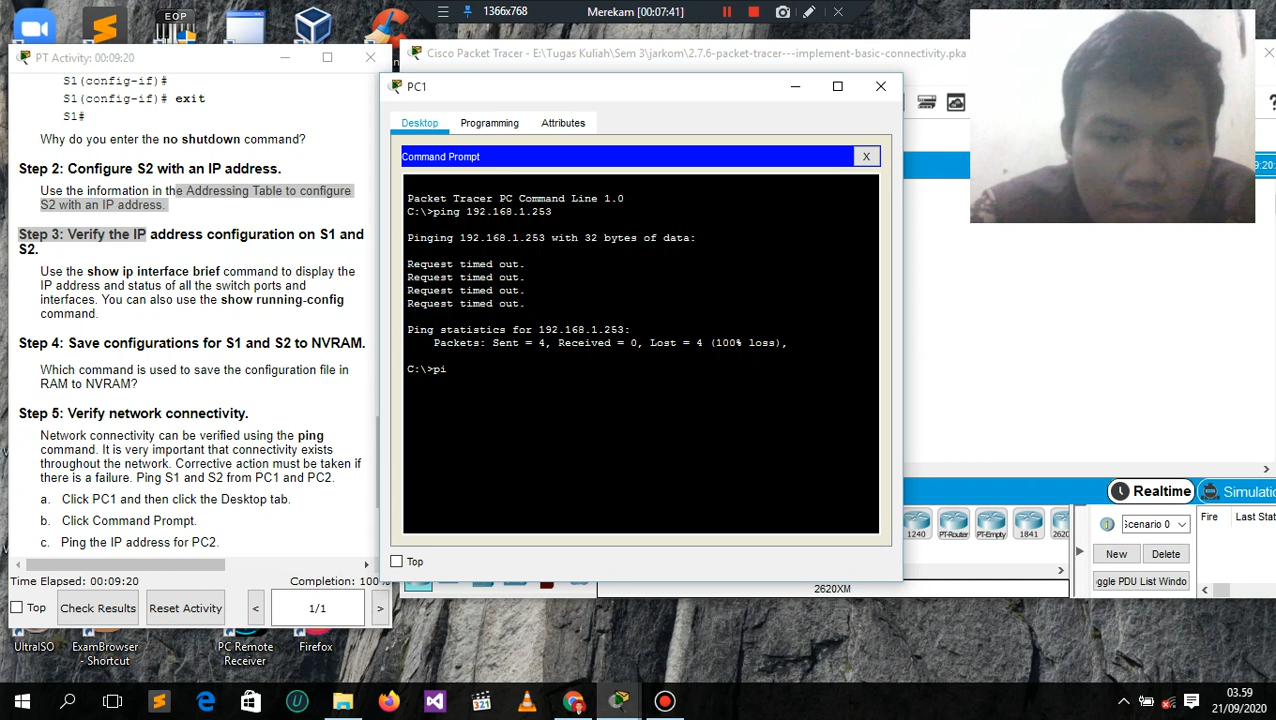 EOP
1366x768
Merekam [00:07:41]
PT Activity: 00:09:20
S1(config-if)#
S1(config-if)# exit
S1#
Why do you enter the no shutdown command?
Step 2: Configure S2 with an IP address.
Use the information in the Addressing Table to configure
S2 with an IP address.
Step 3: Verify the IP address configuration on S1 and
S2.
Use the show ip interface brief command to display the
IP address and status of all the switch ports and
interfaces. You can also use the show running-config
command.
Step 4: Save configurations for S1 and S2 to NVRAM.
Which command is used to save the configuration file in
RAM to NVRAM?
Step 5: Verify network connectivity.
Network connectivity can be verified using the ping
command. It is very important that connectivity exists
throughout the network. Corrective action must be taken if
there is a failure. Ping S1 and S2 from PC1 and PC2.
a. Click PC1 and then click the Desktop tab.
b. Click Command Prompt.
c. Ping the IP address for PC2.
Time Elapsed: 00:09:20
Completion: 100%
Top
Check Results
Reset Activity
<
1/1
>
Cisco Packet Tracer - E:\Tugas Kuliah\Sem 3\jarkom\2.7.6-packet-tracer---implement-basic-connectivity.pka
PC1
Desktop
Programming
Attributes
Command Prompt
X
Packet Tracer PC Command Line 1.0
C:\>ping 192.168.1.253
Pinging 192.168.1.253 with 32 bytes of data:
Request timed out.
Request timed out.
Request timed out.
Request timed out.
Ping statistics for 192.168.1.253:
Packets: Sent = 4, Received = 0, Lost = 4 (100% loss),
C:\>pi
Top
:20
Realtime
Simulatio
1240
PT-Router
PT-Empty
1841
2620
2620XM
Scenario 0
Fire
Last Stat
New
Delete
ggle PDU List Windo
UltraISO
ExamBrowser
- Shortcut
PC Remote
Receiver
Firefox
321
03.59
21/09/2020